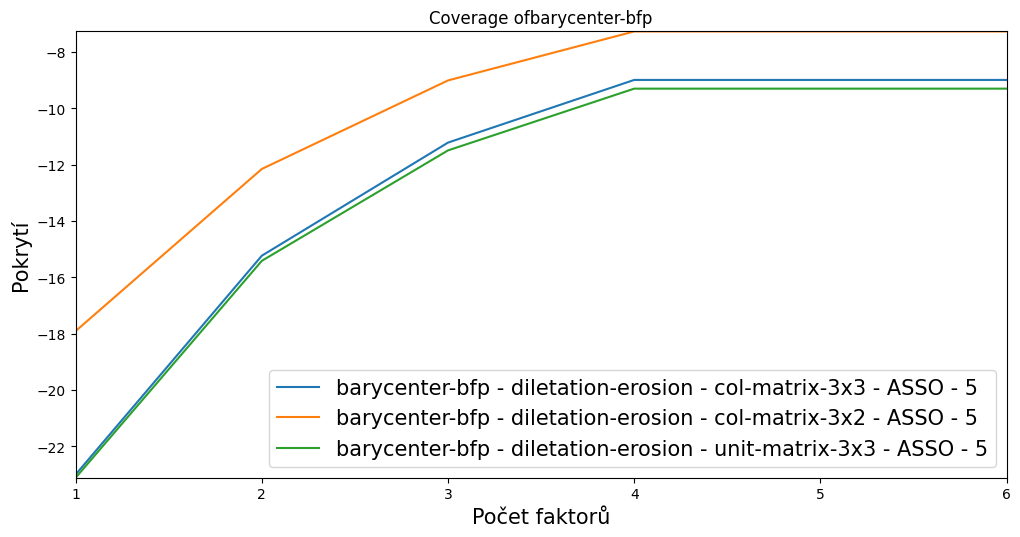 Coverage ofbarycenter-bfp
Pokrytí
−8
−10
−12
−14
−16
−18
−20
−22
barycenter-bfp - diletation-erosion - col-matrix-3x3 - ASSO - 5
barycenter-bfp - diletation-erosion - col-matrix-3x2 - ASSO - 5
barycenter-bfp - diletation-erosion - unit-matrix-3x3 - ASSO - 5
1 2 3 4 5 6
Počet faktorů